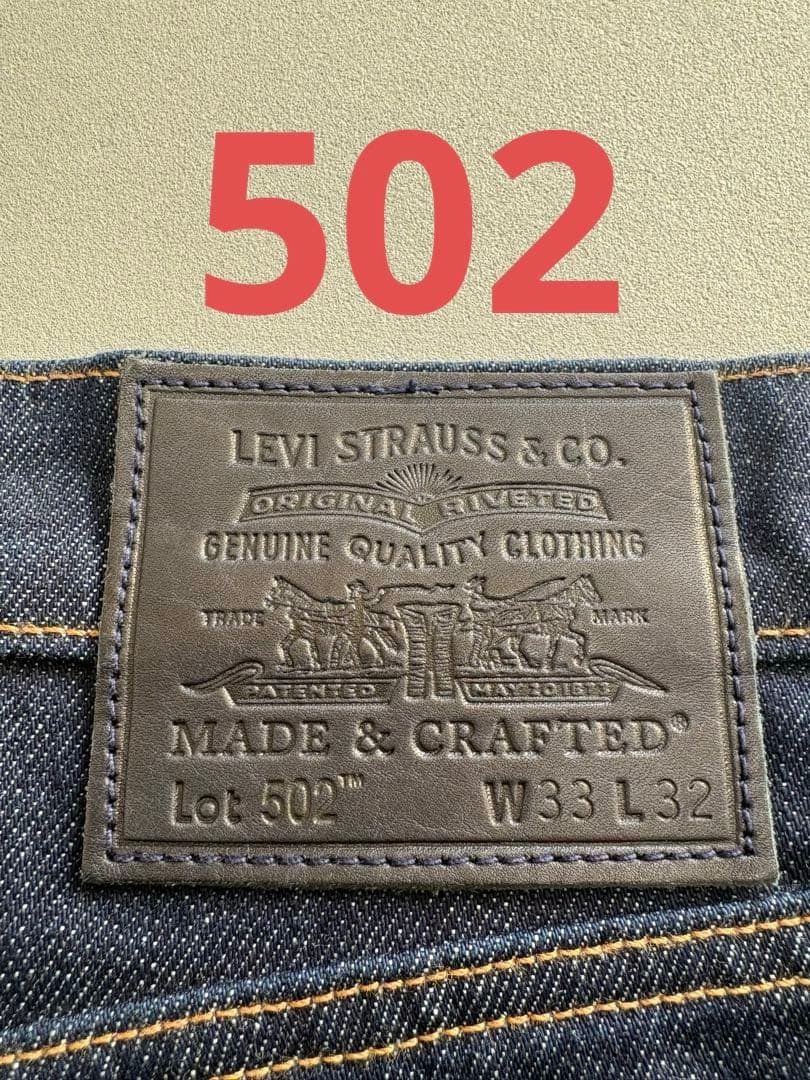 502
LEVI STRAUSS & CO.
ORIGINAL RIVETED
GENUINE QUALITY CLOTHING
TRADE MARK
PATENTED MAY 20 1873
MADE & CRAFTED®
Lot 502™ W33 L32